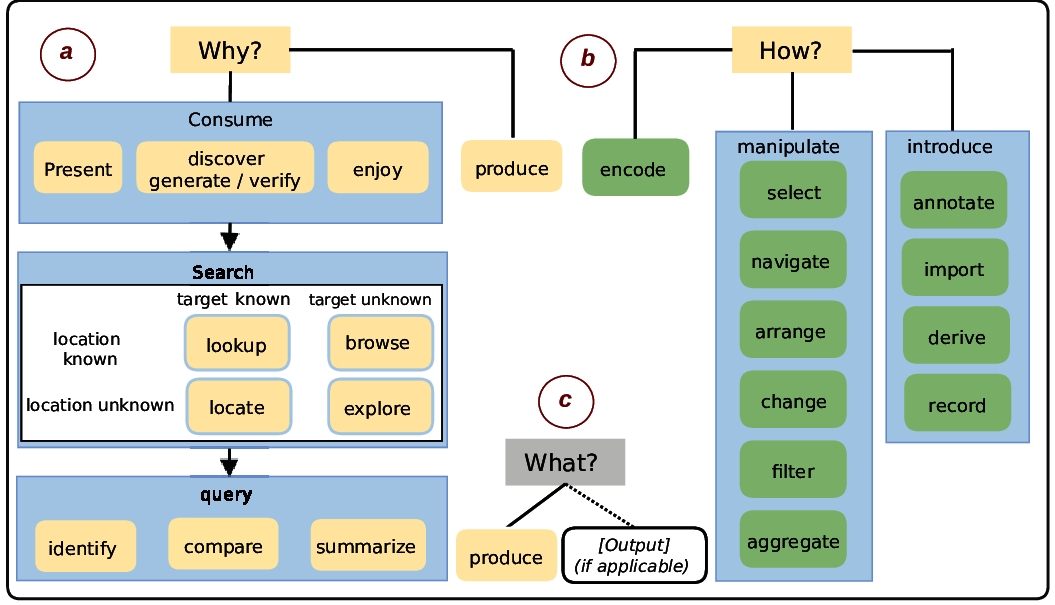 a
Why?
Consume
Present
discover
generate / verify
enjoy
produce
Search
target known
target unknown
location
known
lookup
browse
location unknown
locate
explore
query
identify
compare
summarize
b
How?
encode
manipulate
select
navigate
arrange
change
filter
aggregate
introduce
annotate
import
derive
record
c
What?
produce
[Output]
(if applicable)